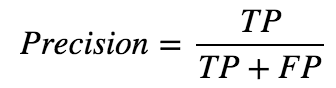 Precision = TP / (TP + FP)